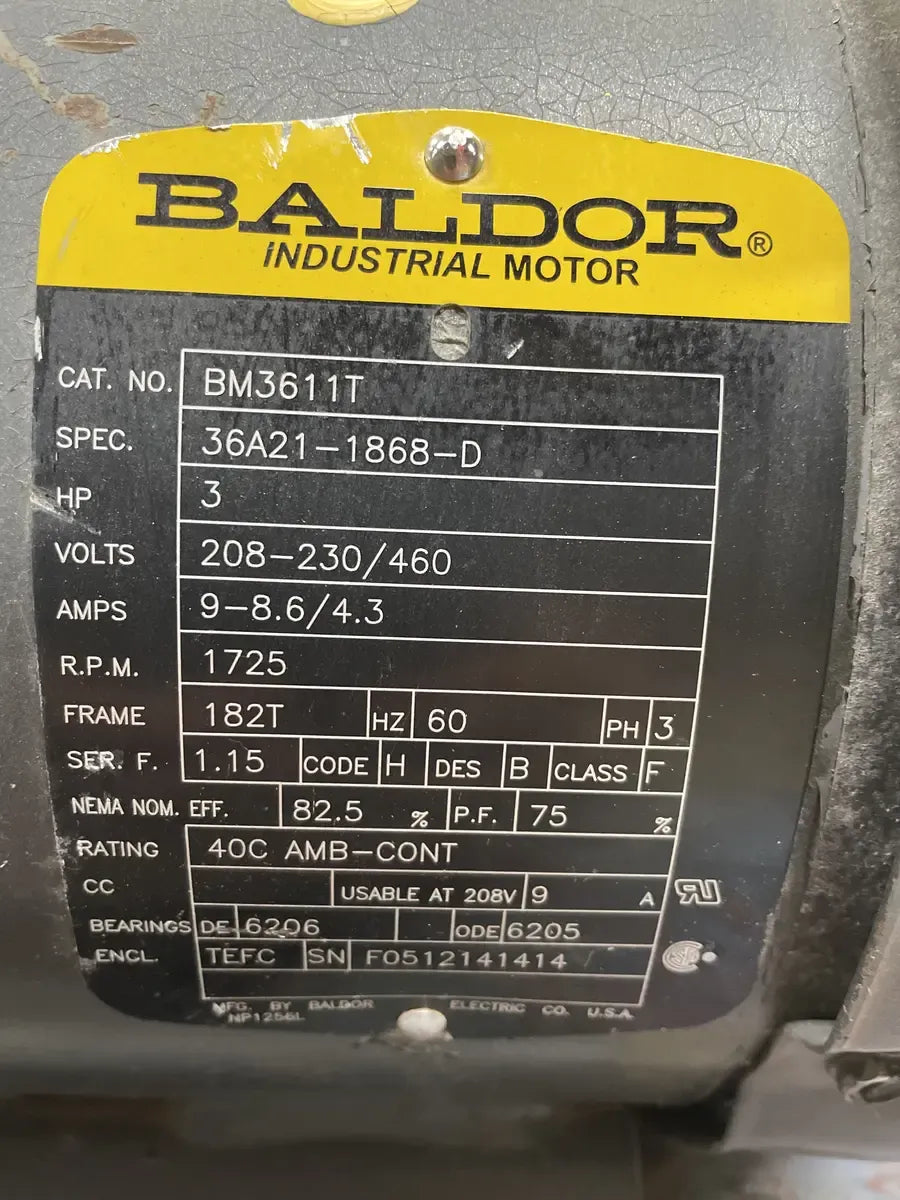 BALDOR®
INDUSTRIAL MOTOR
CAT. NO. BM3611T
SPEC. 36A21-1868-D
HP 3
VOLTS 208-230/460
AMPS 9-8.6/4.3
R.P.M. 1725
FRAME 182T HZ 60 PH 3
SER. F. 1.15 CODE H DES B CLASS F
NEMA NOM. EFF. 82.5 % P.F. 75 %
RATING 40C AMB-CONT
CC USABLE AT 208V 9 A
BEARINGS DE 6206 ODE 6205
ENCL. TEFC SN F0512141414
MFG. BY BALDOR ELECTRIC CO. U.S.A.
NP1256L